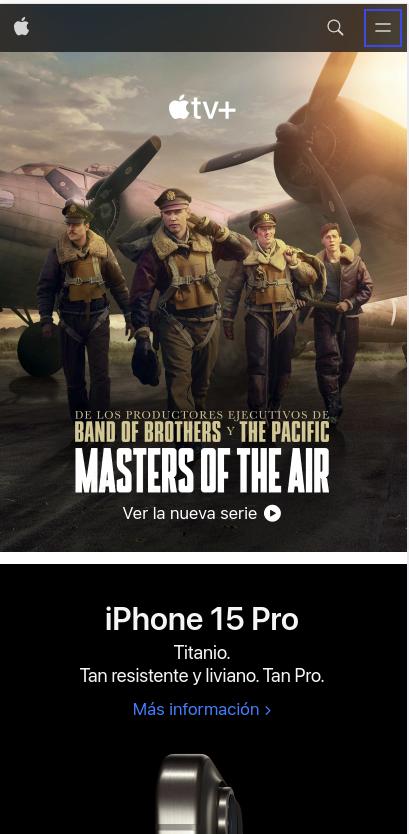 tv+
DE LOS PRODUCTORES EJECUTIVOS DE
BAND OF BROTHERS Y THE PACIFIC
MASTERS OF THE AIR
Ver la nueva serie
iPhone 15 Pro
Titanio.
Tan resistente y liviano. Tan Pro.
Más información >